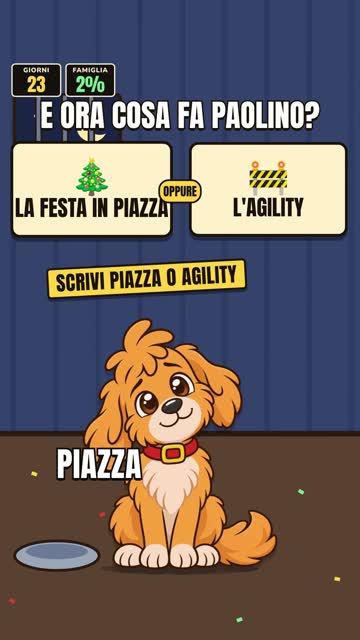 GIORNI
23
FAMIGLIA
2%
E ORA COSA FA PAOLINO?
LA FESTA IN PIAZZA
OPPURE
L'AGILITY
SCRIVI PIAZZA O AGILITY
PIAZZA